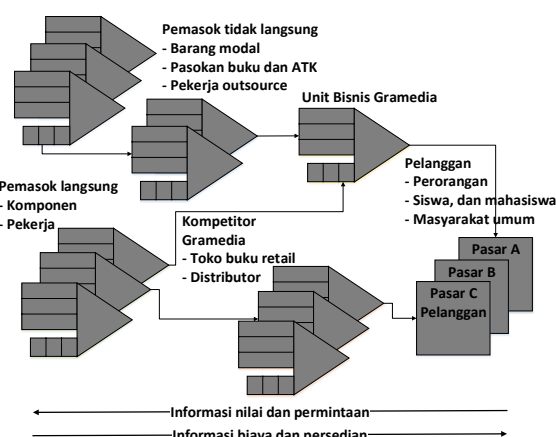 Pemasok tidak langsung
- Barang modal
- Pasokan buku dan ATK
- Pekerja outsource
Unit Bisnis Gramedia
Pelanggan
- Perorangan
- Siswa, dan mahasiswa
- Masyarakat umum
Pemasok langsung
- Komponen
- Pekerja
Kompetitor
Gramedia
- Toko buku retail
- Distributor
Pasar A
Pasar B
Pasar C
Pelanggan
Informasi nilai dan permintaan
Informasi biaya dan persedian